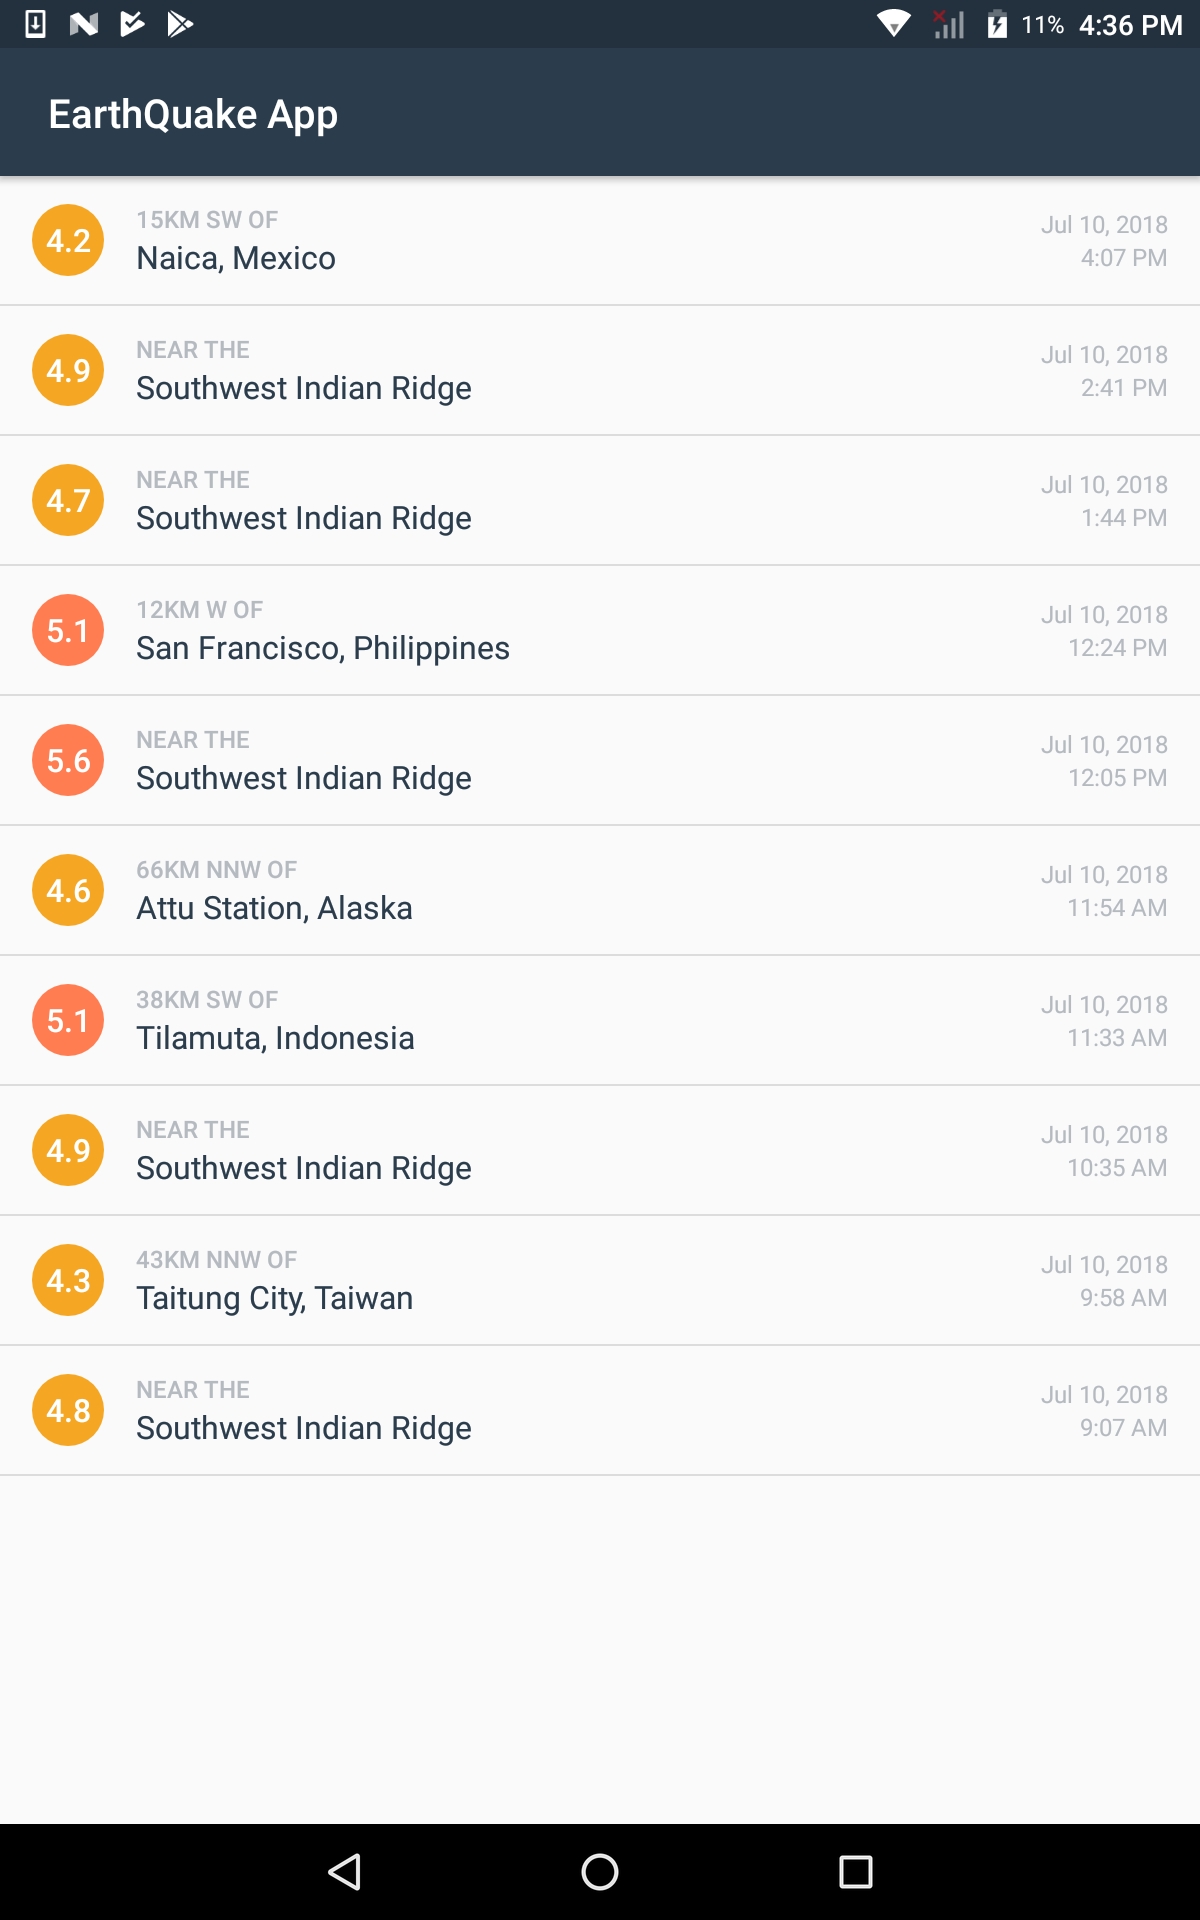 11% 4:36 PM
EarthQuake App
4.2
15KM SW OF
Naica, Mexico
Jul 10, 2018
4:07 PM
4.9
NEAR THE
Southwest Indian Ridge
Jul 10, 2018
2:41 PM
4.7
NEAR THE
Southwest Indian Ridge
Jul 10, 2018
1:44 PM
5.1
12KM W OF
San Francisco, Philippines
Jul 10, 2018
12:24 PM
5.6
NEAR THE
Southwest Indian Ridge
Jul 10, 2018
12:05 PM
4.6
66KM NNW OF
Attu Station, Alaska
Jul 10, 2018
11:54 AM
5.1
38KM SW OF
Tilamuta, Indonesia
Jul 10, 2018
11:33 AM
4.9
NEAR THE
Southwest Indian Ridge
Jul 10, 2018
10:35 AM
4.3
43KM NNW OF
Taitung City, Taiwan
Jul 10, 2018
9:58 AM
4.8
NEAR THE
Southwest Indian Ridge
Jul 10, 2018
9:07 AM